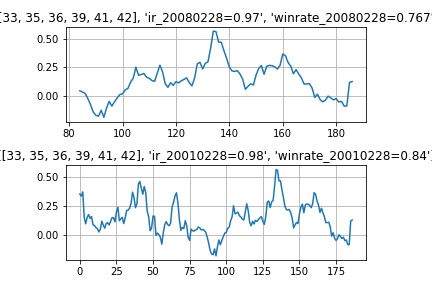 [33, 35, 36, 39, 41, 42], 'ir_20080228=0.97', 'winrate_20080228=0.767'
0.50
0.25
0.00
80 100 120 140 160 180
[33, 35, 36, 39, 41, 42], 'ir_20010228=0.98', 'winrate_20010228=0.84']
0.50
0.25
0.00
0 25 50 75 100 125 150 175